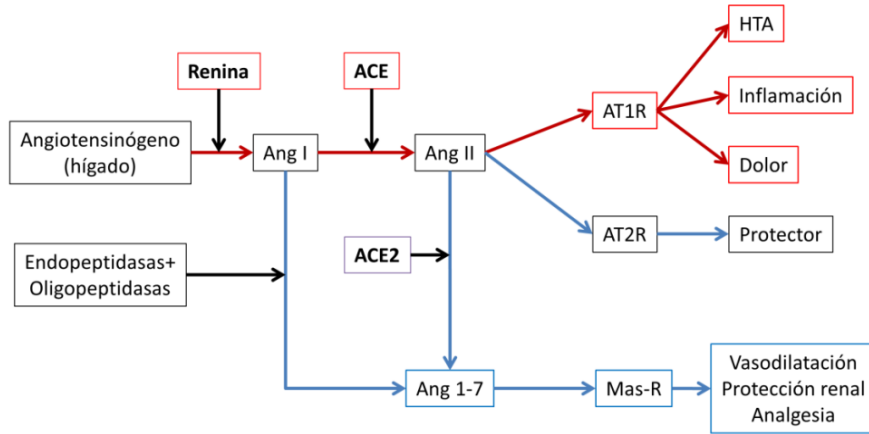 HTA
Renina
ACE
AT1R
Inflamación
Angiotensinógeno
(hígado)
Ang I
Ang II
Dolor
AT2R
Protector
Endopeptidasas+
Oligopeptidasas
ACE2
Ang 1-7
Mas-R
Vasodilatación
Protección renal
Analgesia